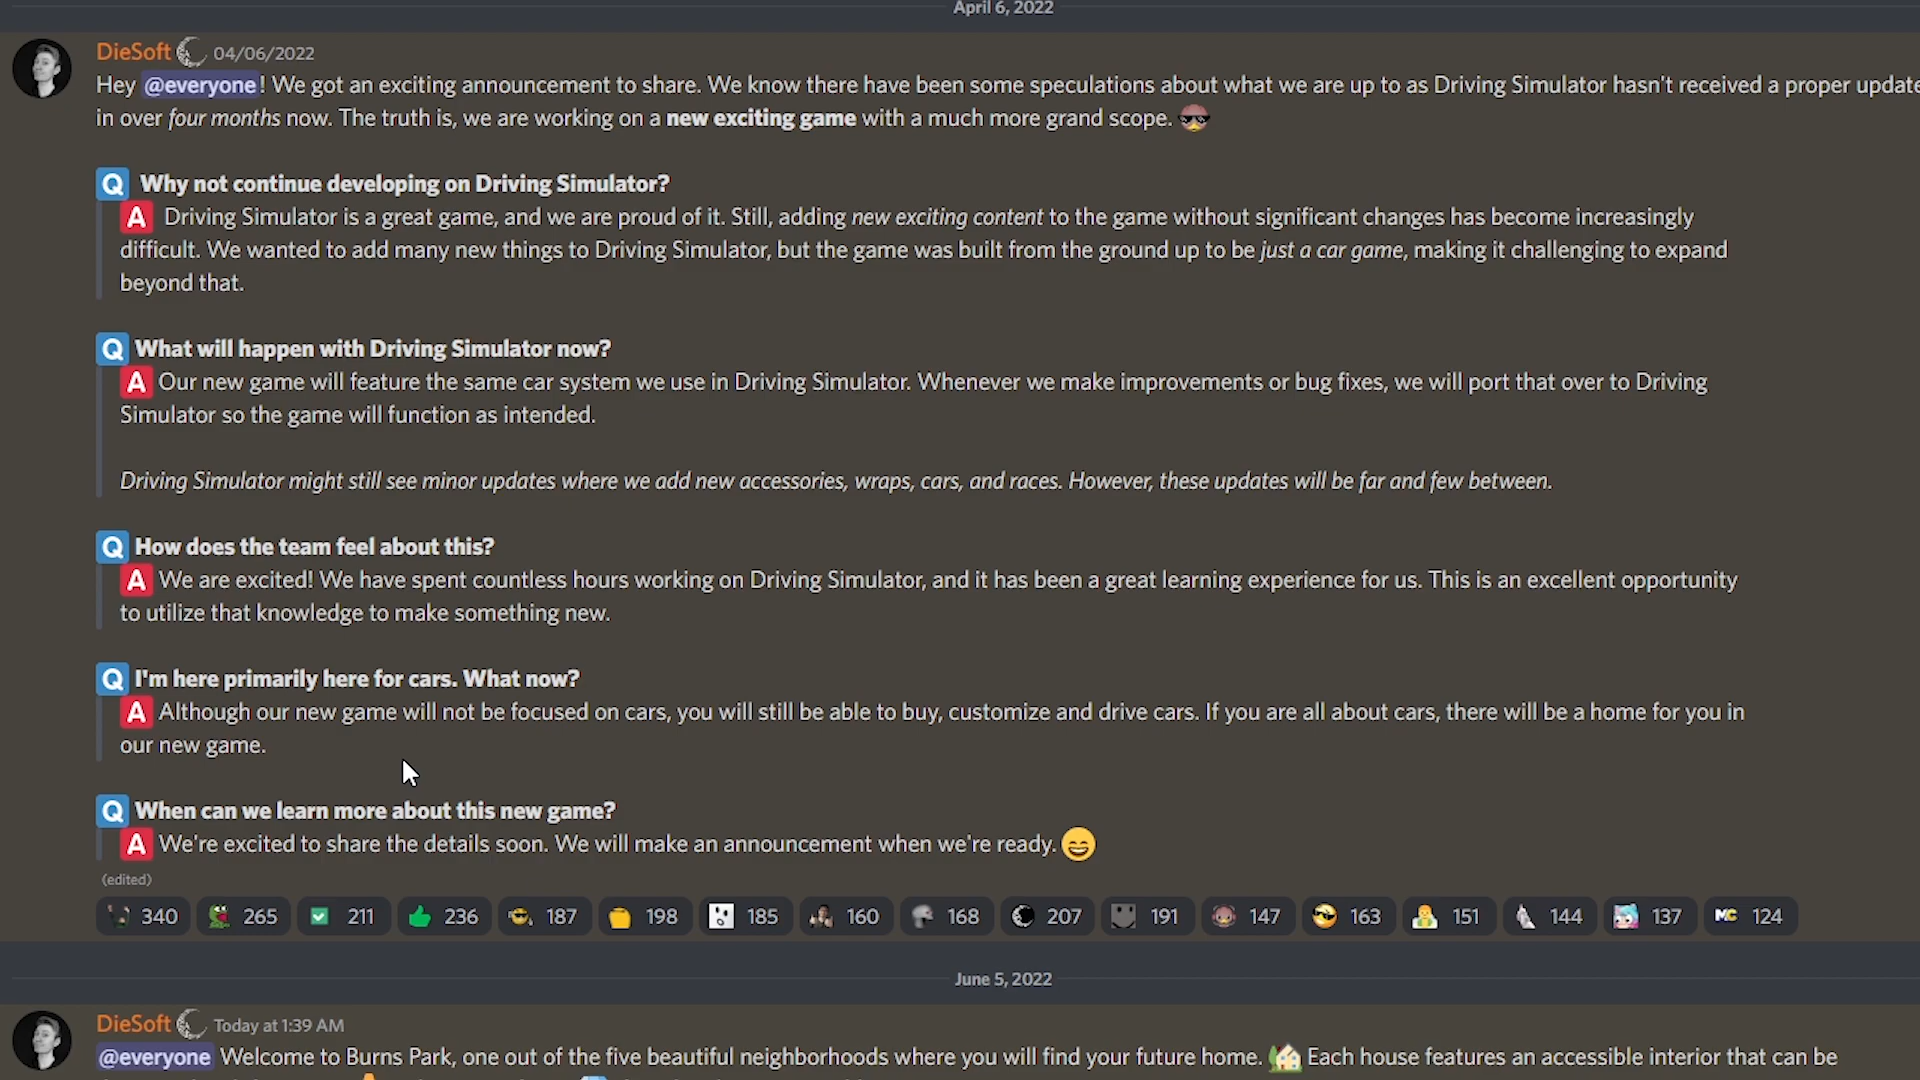 April 6, 2022
DieSoft 04/06/2022
Hey @everyone! We got an exciting announcement to share. We know there have been some speculations about what we are up to as Driving Simulator hasn't received a proper update
in over four months now. The truth is, we are working on a new exciting game with a much more grand scope.
Q Why not continue developing on Driving Simulator?
A Driving Simulator is a great game, and we are proud of it. Still, adding new exciting content to the game without significant changes has become increasingly
difficult. We wanted to add many new things to Driving Simulator, but the game was built from the ground up to be just a car game, making it challenging to expand
beyond that.
Q What will happen with Driving Simulator now?
A Our new game will feature the same car system we use in Driving Simulator. Whenever we make improvements or bug fixes, we will port that over to Driving
Simulator so the game will function as intended.
Driving Simulator might still see minor updates where we add new accessories, wraps, cars, and races. However, these updates will be far and few between.
Q How does the team feel about this?
A We are excited! We have spent countless hours working on Driving Simulator, and it has been a great learning experience for us. This is an excellent opportunity
to utilize that knowledge to make something new.
Q I'm here primarily here for cars. What now?
A Although our new game will not be focused on cars, you will still be able to buy, customize and drive cars. If you are all about cars, there will be a home for you in
our new game.
Q When can we learn more about this new game?
A We're excited to share the details soon. We will make an announcement when we're ready.
(edited)
340 265 211 236 187 198 185 160 168 207 191 147 163 151 144 137 MC 124
June 5, 2022
DieSoft Today at 1:39 AM
@everyone Welcome to Burns Park, one out of the five beautiful neighborhoods where you will find your future home. Each house features an accessible interior that can be